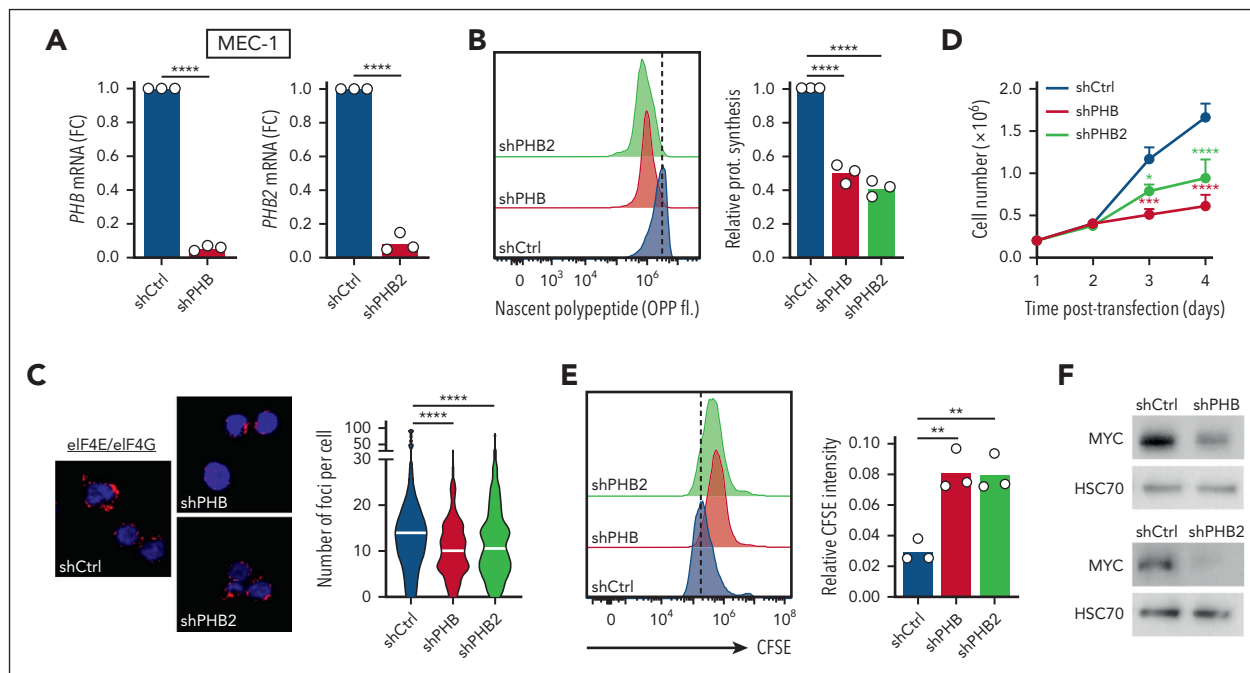 A
MEC-1
PHB mRNA (FC)
1.0
0.8
0.6
0.4
0.2
0.0
****
shCtrl
shPHB
PHB2 mRNA (FC)
1.0
0.8
0.6
0.4
0.2
0.0
****
shCtrl
shPHB2
B
shPHB2
shPHB
shCtrl
0 10³ 10⁴ 10⁶
Nascent polypeptide (OPP fl.)
Relative prot. synthesis
1.0
0.8
0.6
0.4
0.2
0.0
****
****
shCtrl
shPHB
shPHB2
D
shCtrl
shPHB
shPHB2
Cell number (×10⁶)
2.0
1.5
1.0
0.5
0.0
*
***
****
****
1 2 3 4
Time post-transfection (days)
C
eIF4E/eIF4G
shCtrl
shPHB
shPHB2
Number of foci per cell
100
50
30
20
10
0
****
****
shCtrl
shPHB
shPHB2
E
shPHB2
shPHB
shCtrl
0 10⁴ 10⁶ 10⁸
CFSE
Relative CFSE intensity
0.10
0.08
0.06
0.04
0.02
0.00
**
**
shCtrl
shPHB
shPHB2
F
shCtrl shPHB
MYC
HSC70
shCtrl shPHB2
MYC
HSC70